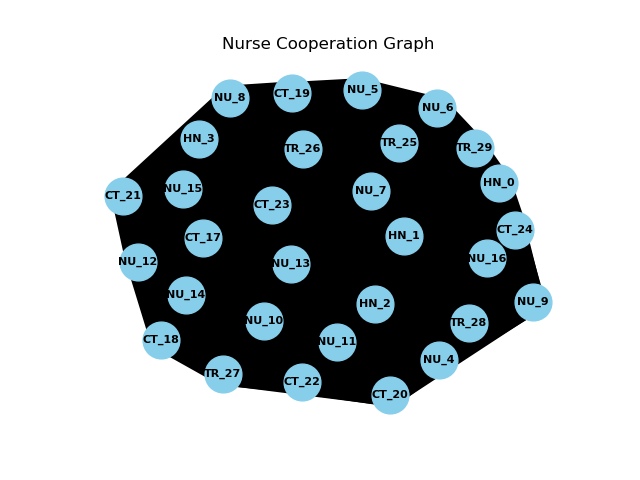 Nurse Cooperation Graph
NU_5
CT_19
NU_8
NU_6
HN_3
TR_25
TR_29
TR_26
HN_0
NU_15
NU_7
CT_21
CT_23
CT_24
HN_1
CT_17
NU_16
NU_12
NU_13
NU_14
NU_9
HN_2
NU_10
TR_28
CT_18
NU_11
NU_4
TR_27
CT_22
CT_20